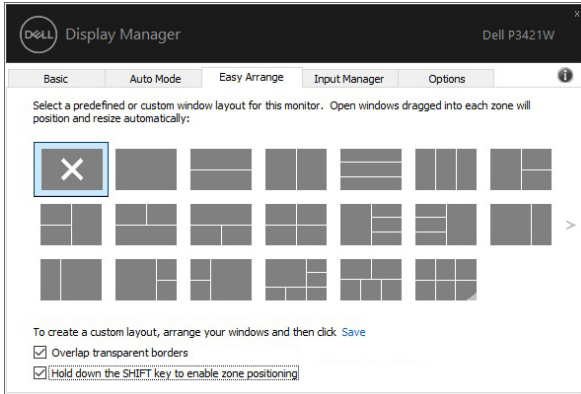 DELL Display Manager
Dell P3421W
Basic
Auto Mode
Easy Arrange
Input Manager
Options
Select a predefined or custom window layout for this monitor. Open windows dragged into each zone will
position and resize automatically:
To create a custom layout, arrange your windows and then click Save
Overlap transparent borders
Hold down the SHIFT key to enable zone positioning